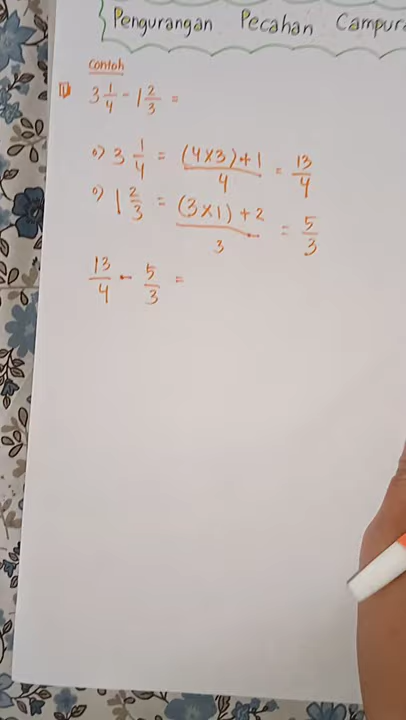 Pengurangan Pecahan Campura
Contoh
1 3 1/4 - 1 2/3 =
•) 3 1/4 = (4x3)+1/4 = 13/4
•) 1 2/3 = (3x1)+2/3 = 5/3
13/4 - 5/3 =